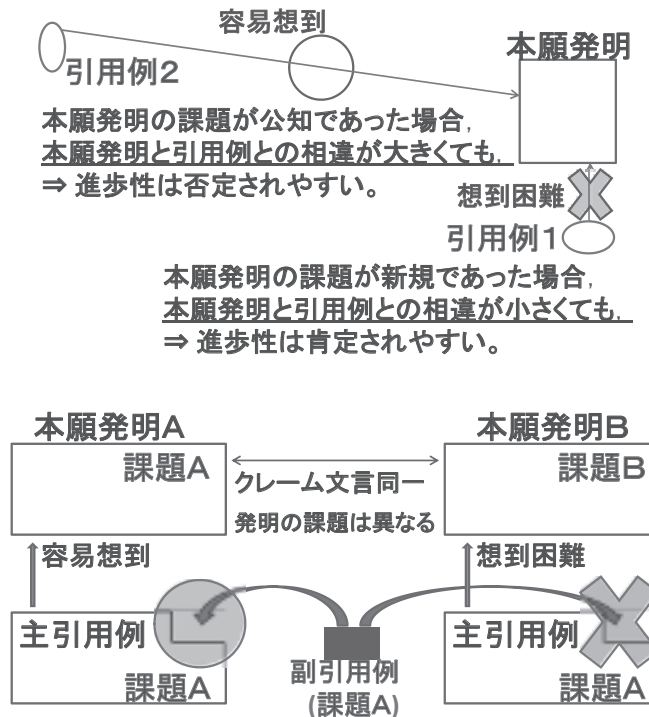 容易想到
本願発明
引用例2
本願発明の課題が公知であった場合,
本願発明と引用例との相違が大きくても,
⇒ 進歩性は否定されやすい。
想到困難
引用例1
本願発明の課題が新規であった場合,
本願発明と引用例との相違が小さくても,
⇒ 進歩性は肯定されやすい。
本願発明A
本願発明B
課題A
課題B
クレーム文言同一
発明の課題は異なる
容易想到
想到困難
主引用例
主引用例
副引用例
(課題A)
課題A
課題A